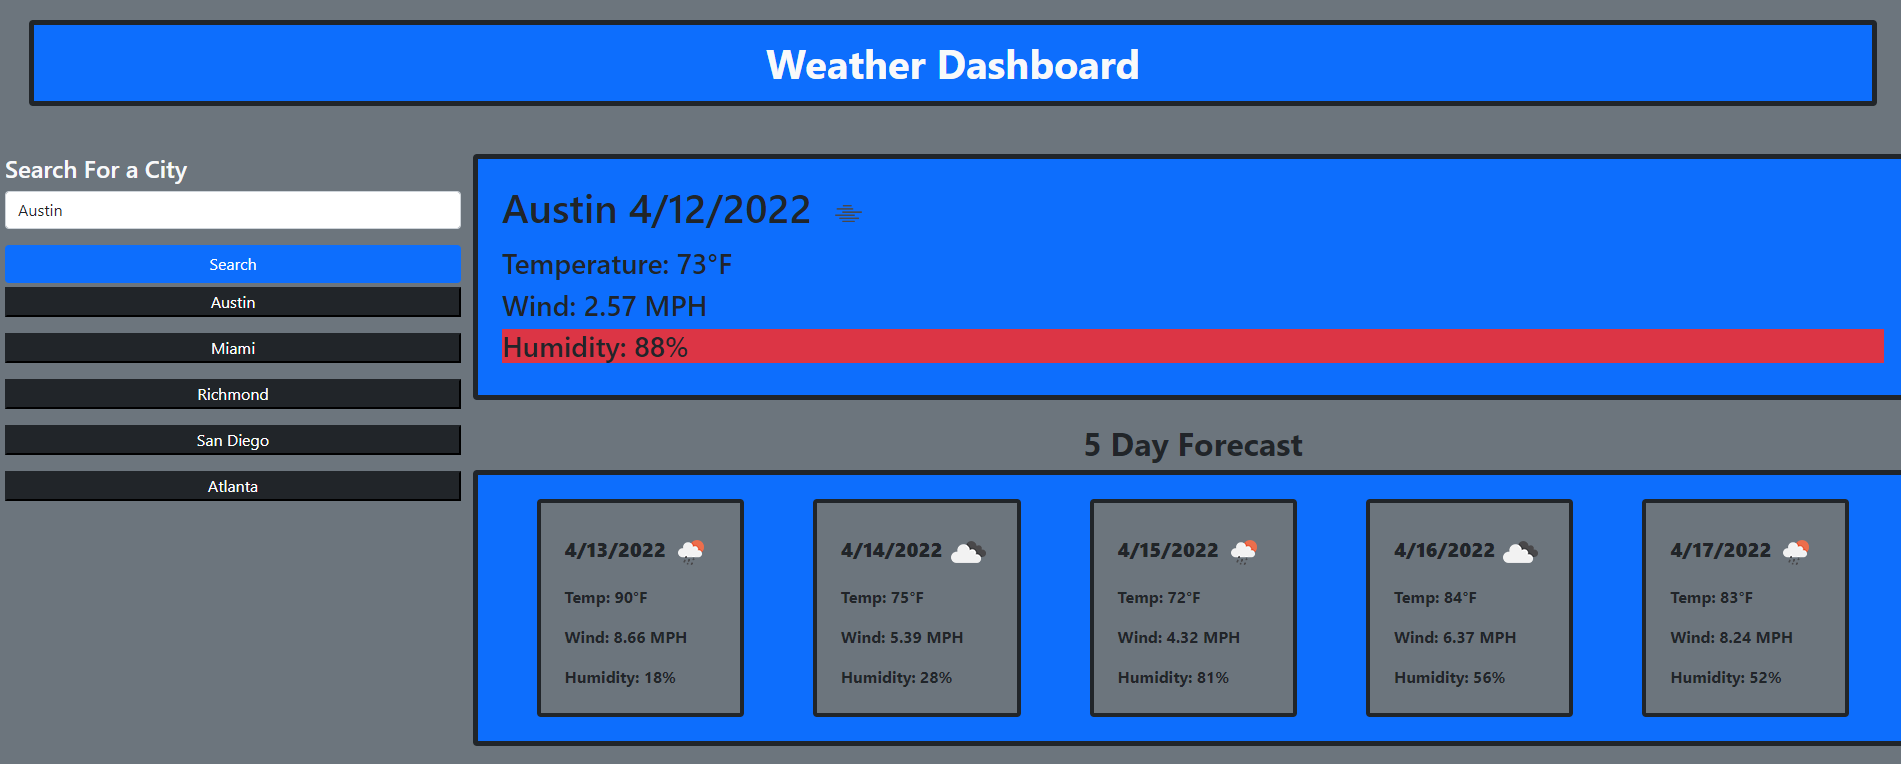 Weather Dashboard
Search For a City
Austin
Search
Austin
Miami
Richmond
San Diego
Atlanta
Austin 4/12/2022
Temperature: 73°F
Wind: 2.57 MPH
Humidity: 88%
5 Day Forecast
4/13/2022
Temp: 90°F
Wind: 8.66 MPH
Humidity: 18%
4/14/2022
Temp: 75°F
Wind: 5.39 MPH
Humidity: 28%
4/15/2022
Temp: 72°F
Wind: 4.32 MPH
Humidity: 81%
4/16/2022
Temp: 84°F
Wind: 6.37 MPH
Humidity: 56%
4/17/2022
Temp: 83°F
Wind: 8.24 MPH
Humidity: 52%